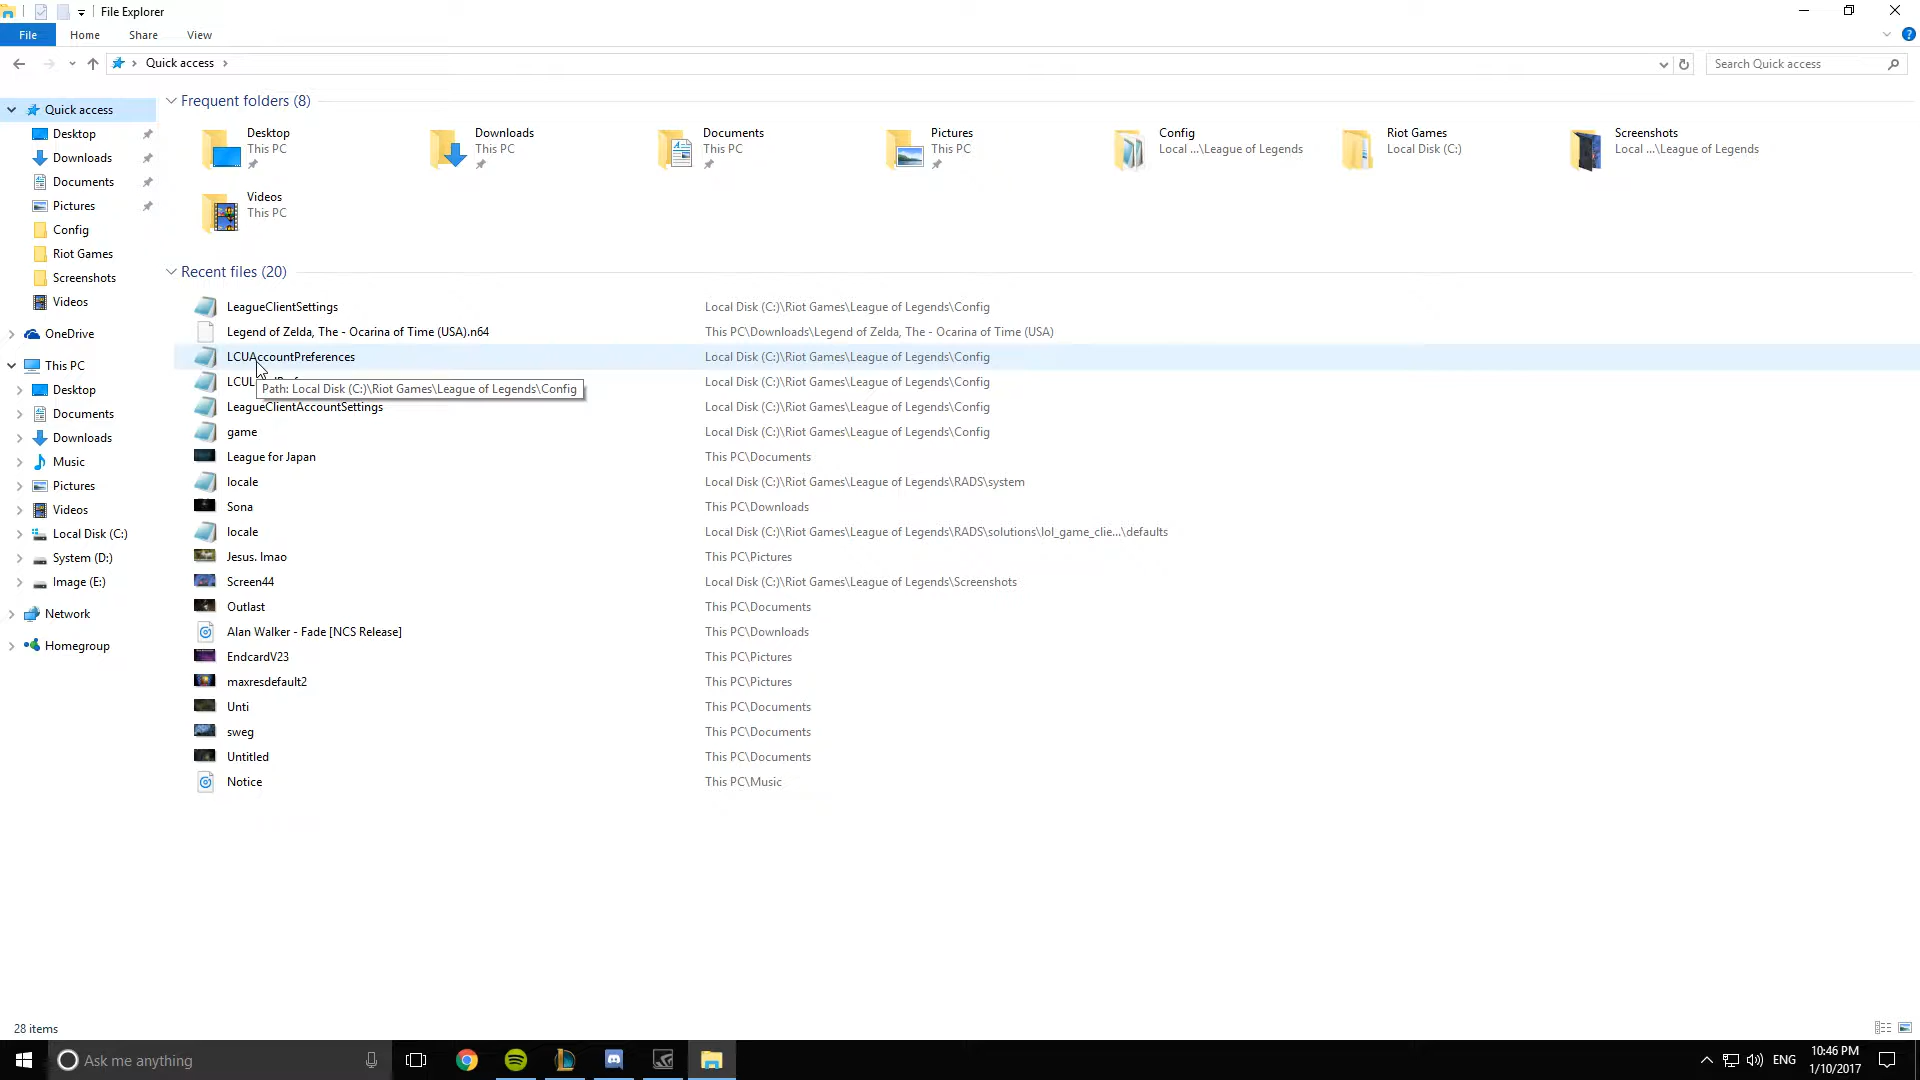 File Explorer
File Home Share View
Quick access
Search Quick access
Quick access
Desktop
Downloads
Documents
Pictures
Config
Riot Games
Screenshots
Videos
OneDrive
This PC
Desktop
Documents
Downloads
Music
Pictures
Videos
Local Disk (C:)
System (D:)
Image (E:)
Network
Homegroup
Frequent folders (8)
Desktop
This PC
Downloads
This PC
Documents
This PC
Pictures
This PC
Config
Local ...\League of Legends
Riot Games
Local Disk (C:)
Screenshots
Local ...\League of Legends
Videos
This PC
Recent files (20)
LeagueClientSettings Local Disk (C:)\Riot Games\League of Legends\Config
Legend of Zelda, The - Ocarina of Time (USA).n64 This PC\Downloads\Legend of Zelda, The - Ocarina of Time (USA)
LCUAccountPreferences Local Disk (C:)\Riot Games\League of Legends\Config
Local Disk (C:)\Riot Games\League of Legends\Config
Path: Local Disk (C:)\Riot Games\League of Legends\Config
LeagueClientAccountSettings Local Disk (C:)\Riot Games\League of Legends\Config
game Local Disk (C:)\Riot Games\League of Legends\Config
League for Japan This PC\Documents
locale Local Disk (C:)\Riot Games\League of Legends\RADS\system
Sona This PC\Downloads
locale Local Disk (C:)\Riot Games\League of Legends\RADS\solutions\lol_game_clie...\defaults
Jesus. lmao This PC\Pictures
Screen44 Local Disk (C:)\Riot Games\League of Legends\Screenshots
Outlast This PC\Documents
Alan Walker - Fade [NCS Release] This PC\Downloads
EndcardV23 This PC\Pictures
maxresdefault2 This PC\Pictures
Unti This PC\Documents
sweg This PC\Documents
Untitled This PC\Documents
Notice This PC\Music
28 items
Ask me anything
ENG
10:46 PM
1/10/2017